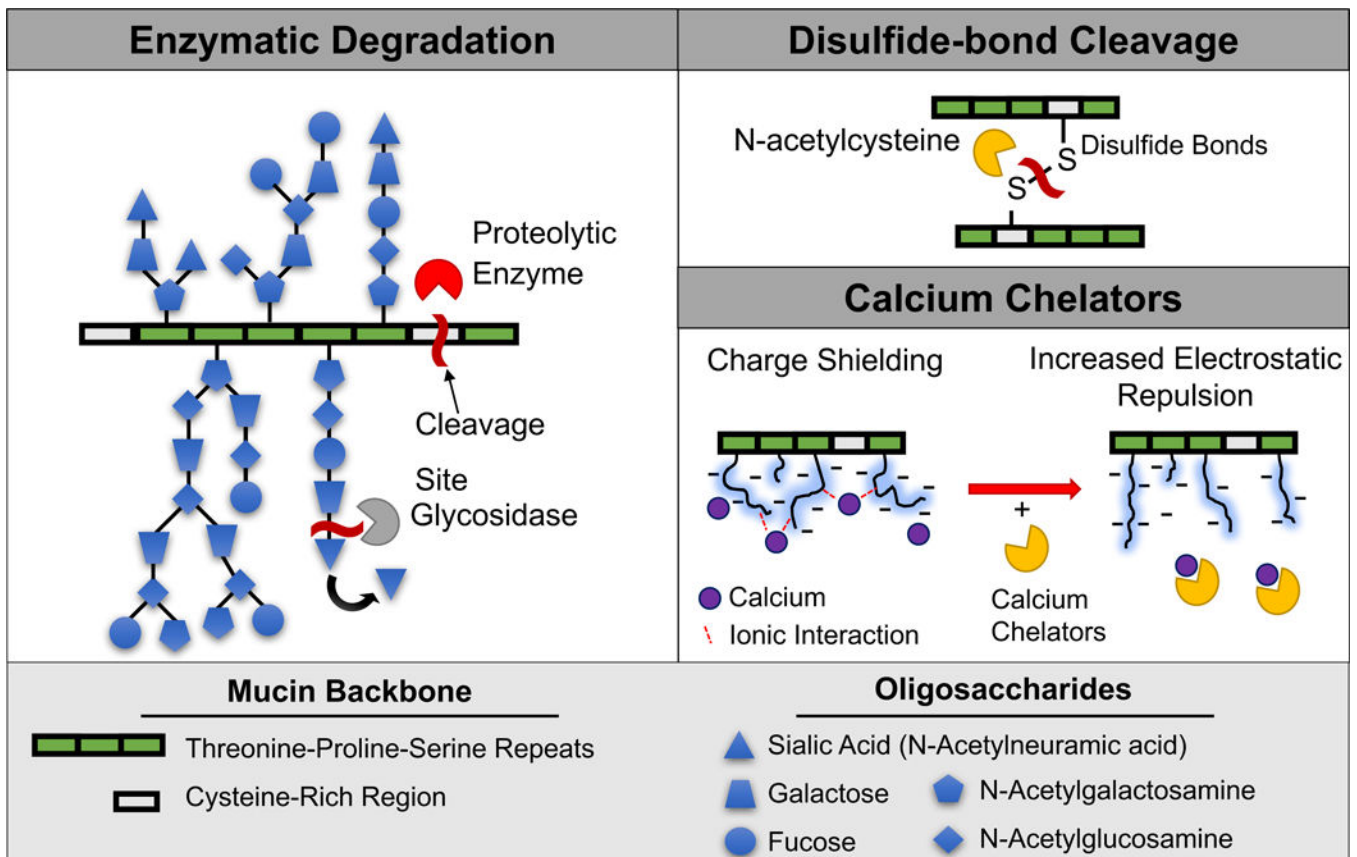 Enzymatic Degradation
Proteolytic
Enzyme
Cleavage
Site
Glycosidase
Disulfide-bond Cleavage
N-acetylcysteine
Disulfide Bonds
S
S
Calcium Chelators
Charge Shielding
Increased Electrostatic
Repulsion
- - - - - - - - - -
+
- - - - - - - - - -
Calcium
Ionic Interaction
Calcium
Chelators
Mucin Backbone
Threonine-Proline-Serine Repeats
Cysteine-Rich Region
Oligosaccharides
Sialic Acid (N-Acetylneuramic acid)
Galactose
N-Acetylgalactosamine
Fucose
N-Acetylglucosamine